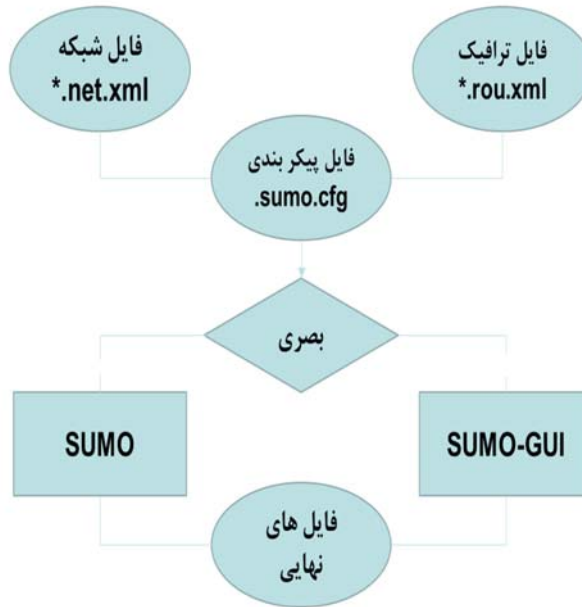 فایل شبکه
*.net.xml
فایل ترافیک
*.rou.xml
فایل پیکر بندی
.sumo.cfg
بصری
SUMO
SUMO-GUI
فایل های
نهایی